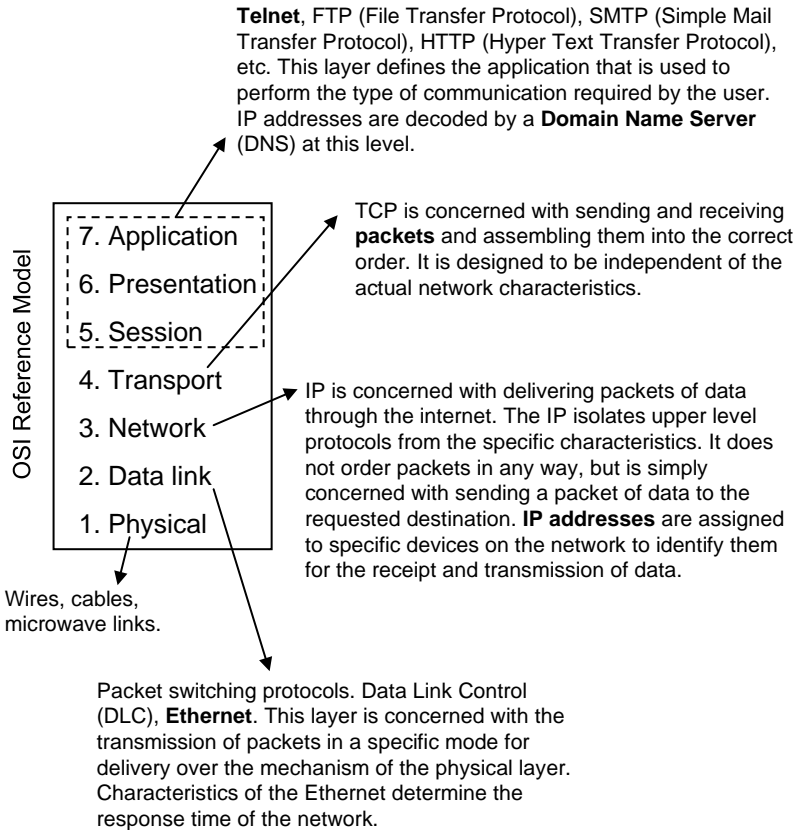 Telnet, FTP (File Transfer Protocol), SMTP (Simple Mail
Transfer Protocol), HTTP (Hyper Text Transfer Protocol),
etc. This layer defines the application that is used to
perform the type of communication required by the user.
IP addresses are decoded by a Domain Name Server
(DNS) at this level.
OSI Reference Model
7. Application
6. Presentation
5. Session
4. Transport
3. Network
2. Data link
1. Physical
TCP is concerned with sending and receiving
packets and assembling them into the correct
order. It is designed to be independent of the
actual network characteristics.
IP is concerned with delivering packets of data
through the internet. The IP isolates upper level
protocols from the specific characteristics. It does
not order packets in any way, but is simply
concerned with sending a packet of data to the
requested destination. IP addresses are assigned
to specific devices on the network to identify them
for the receipt and transmission of data.
Wires, cables,
microwave links.
Packet switching protocols. Data Link Control
(DLC), Ethernet. This layer is concerned with the
transmission of packets in a specific mode for
delivery over the mechanism of the physical layer.
Characteristics of the Ethernet determine the
response time of the network.